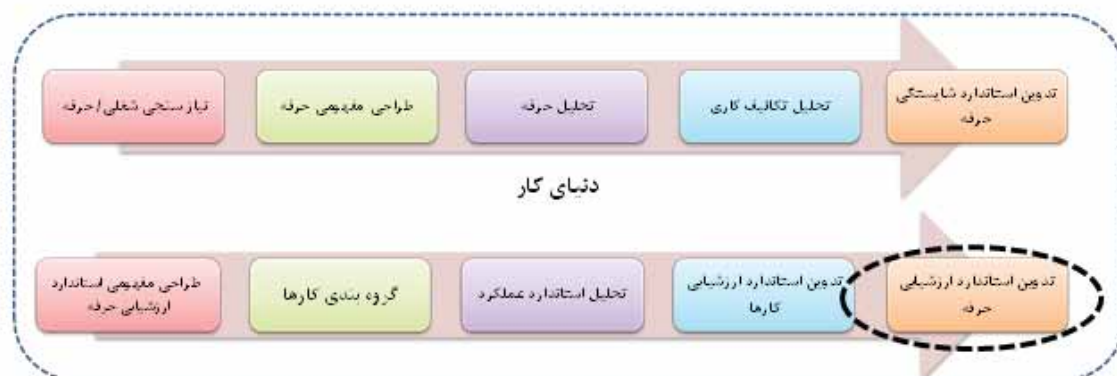 نیاز سنجی شغلی / حرفه
طراحی مفهومی حرفه
تحلیل حرفه
تحلیل تکالیف کاری
تدوین استاندارد شایستگی
حرفه
دنیای کار
طراحی مفهومی استاندارد
ارزشیابی حرفه
گروه بندی کارها
تحلیل استاندارد عملکرد
تدوین استاندارد ارزشیابی
کارها
تدوین استاندارد ارزشیابی
حرفه